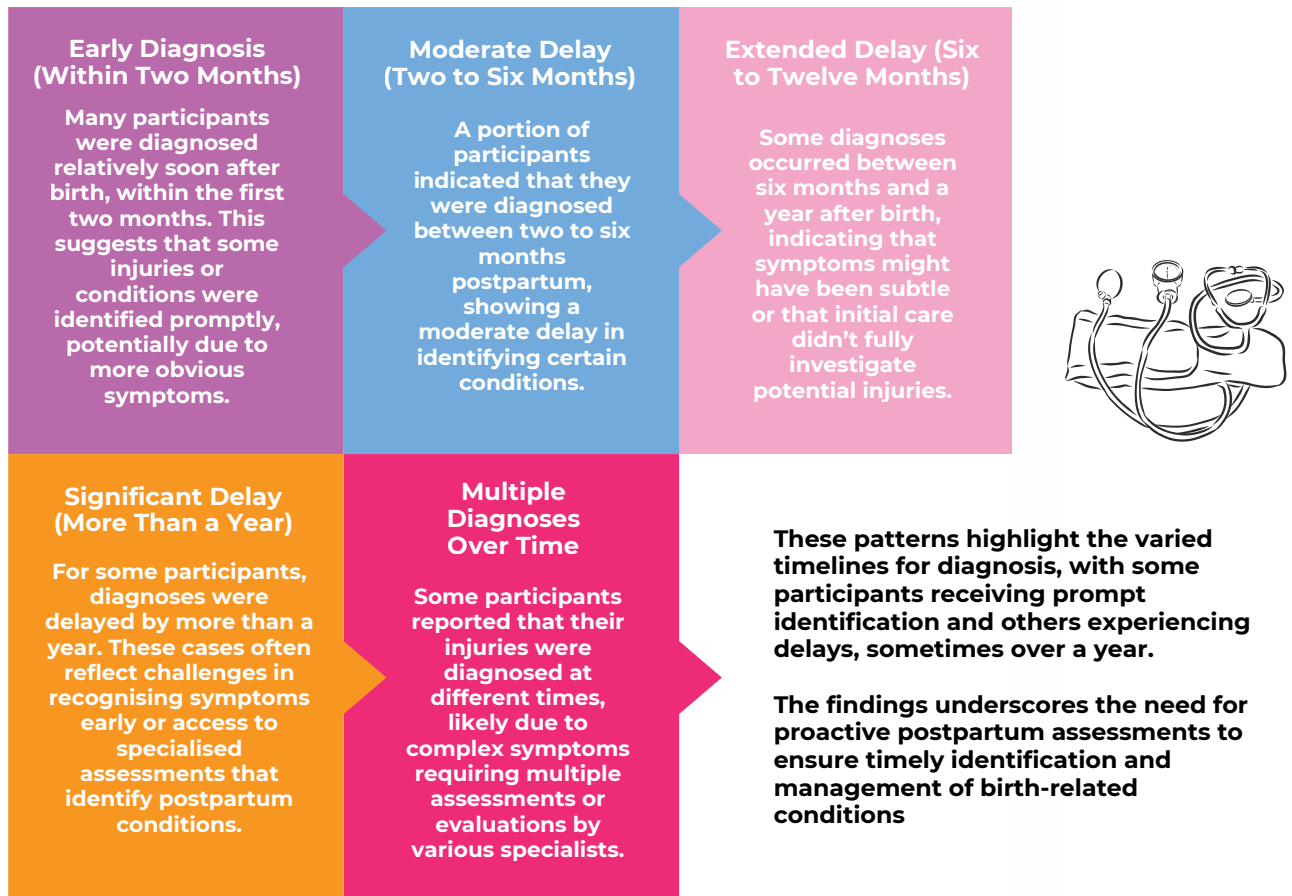 Early Diagnosis
(Within Two Months)
Many participants
were diagnosed
relatively soon after
birth, within the first
two months. This
suggests that some
injuries or
conditions were
identified promptly,
potentially due to
more obvious
symptoms.
Moderate Delay
(Two to Six Months)
A portion of
participants
indicated that they
were diagnosed
between two to six
months
postpartum,
showing a
moderate delay in
identifying certain
conditions.
Extended Delay (Six
to Twelve Months)
Some diagnoses
occurred between
six months and a
year after birth,
indicating that
symptoms might
have been subtle
or that initial care
didn’t fully
investigate
potential injuries.
Significant Delay
(More Than a Year)
For some participants,
diagnoses were
delayed by more than a
year. These cases often
reflect challenges in
recognising symptoms
early or access to
specialised
assessments that
identify postpartum
conditions.
Multiple
Diagnoses
Over Time
Some participants
reported that their
injuries were
diagnosed at
different times,
likely due to
complex symptoms
requiring multiple
assessments or
evaluations by
various specialists.
These patterns highlight the varied
timelines for diagnosis, with some
participants receiving prompt
identification and others experiencing
delays, sometimes over a year.
The findings underscores the need for
proactive postpartum assessments to
ensure timely identification and
management of birth-related
conditions